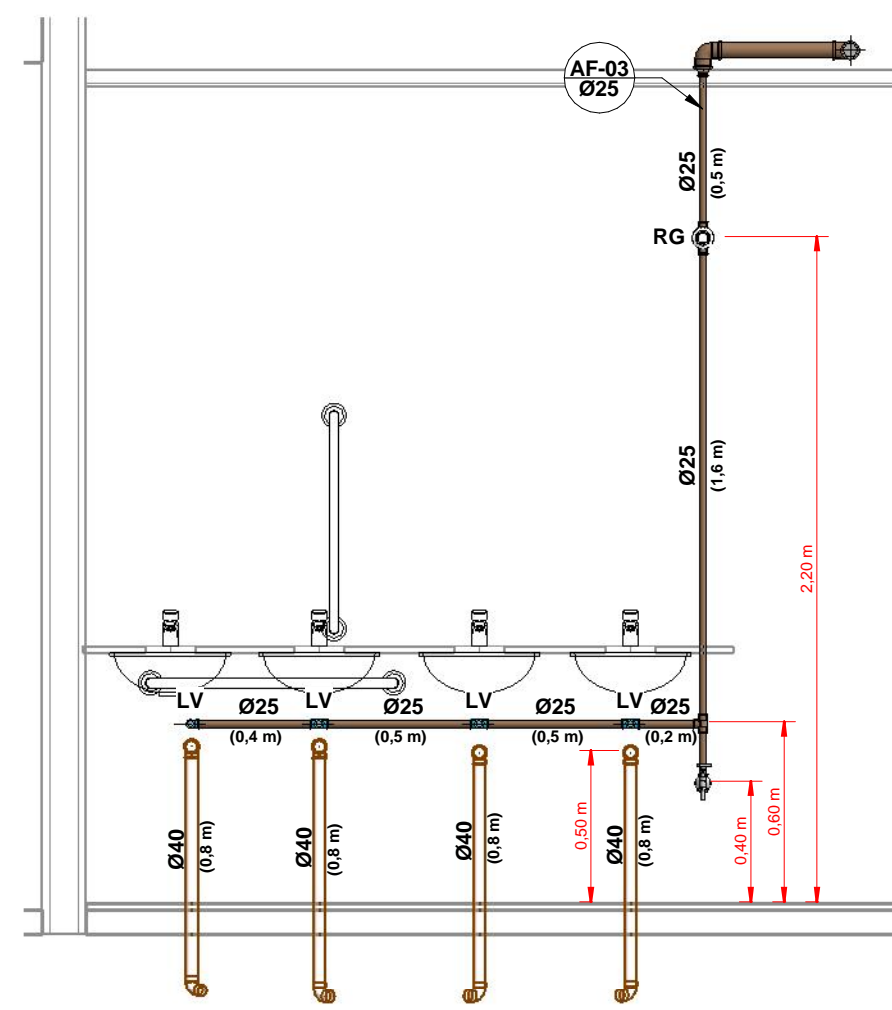 AF-03
Ø25
Ø25
(0,5 m)
RG
Ø25
(1,6 m)
2,20 m
LV
LV
LV
LV
Ø25
(0,4 m)
Ø25
(0,5 m)
Ø25
(0,5 m)
Ø25
(0,2 m)
Ø40
(0,8 m)
Ø40
(0,8 m)
Ø40
(0,8 m)
Ø40
(0,8 m)
0,50 m
0,40 m
0,60 m